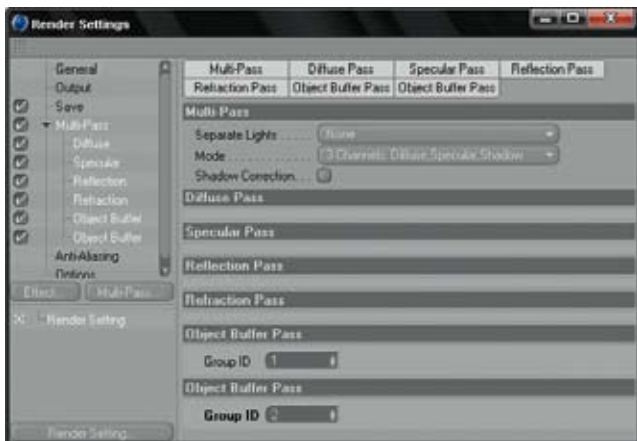 Render Settings
General
Output
Save
Multi-Pass
Diffuse
Specular
Reflection
Refraction
Object Buffer
Object Buffer
Anti-Aliasing
Options
Effect...
Multi-Pass...
Render Setting
Render Setting...
Multi-Pass Diffuse Pass Specular Pass Reflection Pass
Refraction Pass Object Buffer Pass Object Buffer Pass
Multi-Pass
Separate Lights . . . . . . None
Mode . . . . . . . . . . . . . . 3 Channels: Diffuse,Specular,Shadow
Shadow Correction . . .
Diffuse Pass
Specular Pass
Reflection Pass
Refraction Pass
Object Buffer Pass
Group ID 1
Object Buffer Pass
Group ID 2